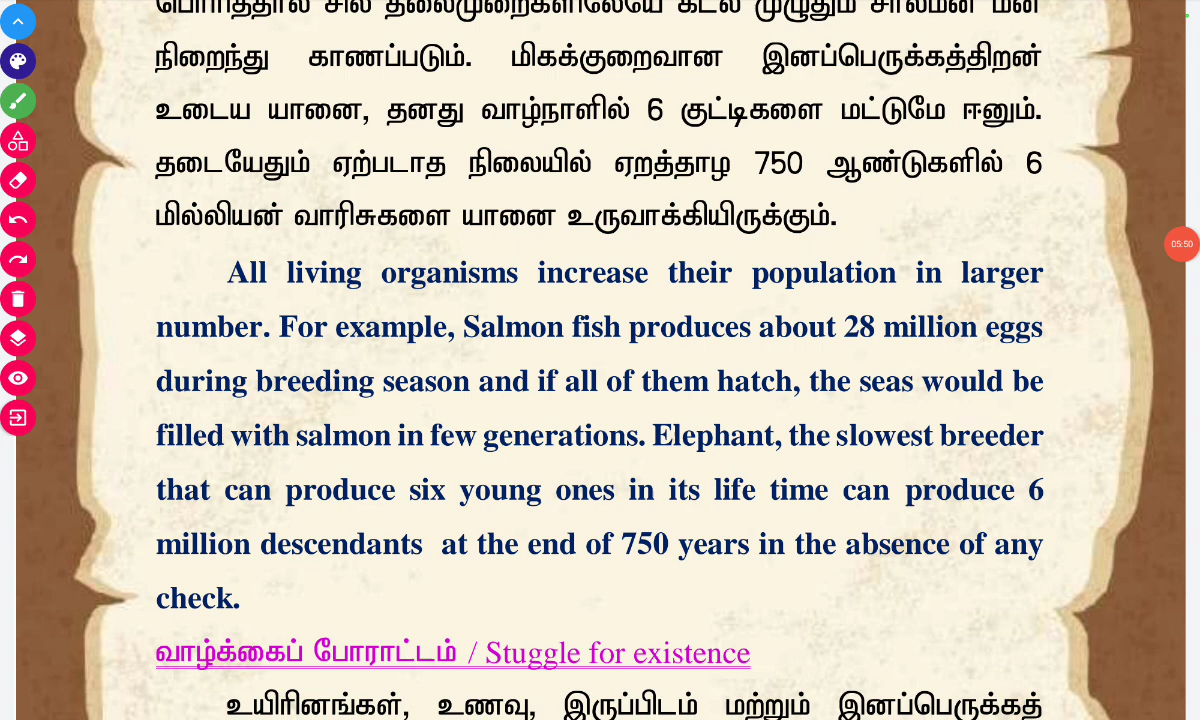 பொரித்தால் சில தலைமுறைகளிலேயே கடல் முழுதும் சால்மன் மீன்
நிறைந்து காணப்படும். மிகக்குறைவான இனப்பெருக்கத்திறன்
உடைய யானை, தனது வாழ்நாளில் 6 குட்டிகளை மட்டுமே ஈனும்.
தடையேதும் ஏற்படாத நிலையில் ஏறத்தாழ 750 ஆண்டுகளில் 6
மில்லியன் வாரிசுகளை யானை உருவாக்கியிருக்கும்.
All living organisms increase their population in larger
number. For example, Salmon fish produces about 28 million eggs
during breeding season and if all of them hatch, the seas would be
filled with salmon in few generations. Elephant, the slowest breeder
that can produce six young ones in its life time can produce 6
million descendants at the end of 750 years in the absence of any
check.
வாழ்க்கைப் போராட்டம் / Stuggle for existence
உயிரினங்கள், உணவு, இருப்பிடம் மற்றும் இனப்பெருக்கத்
05:50